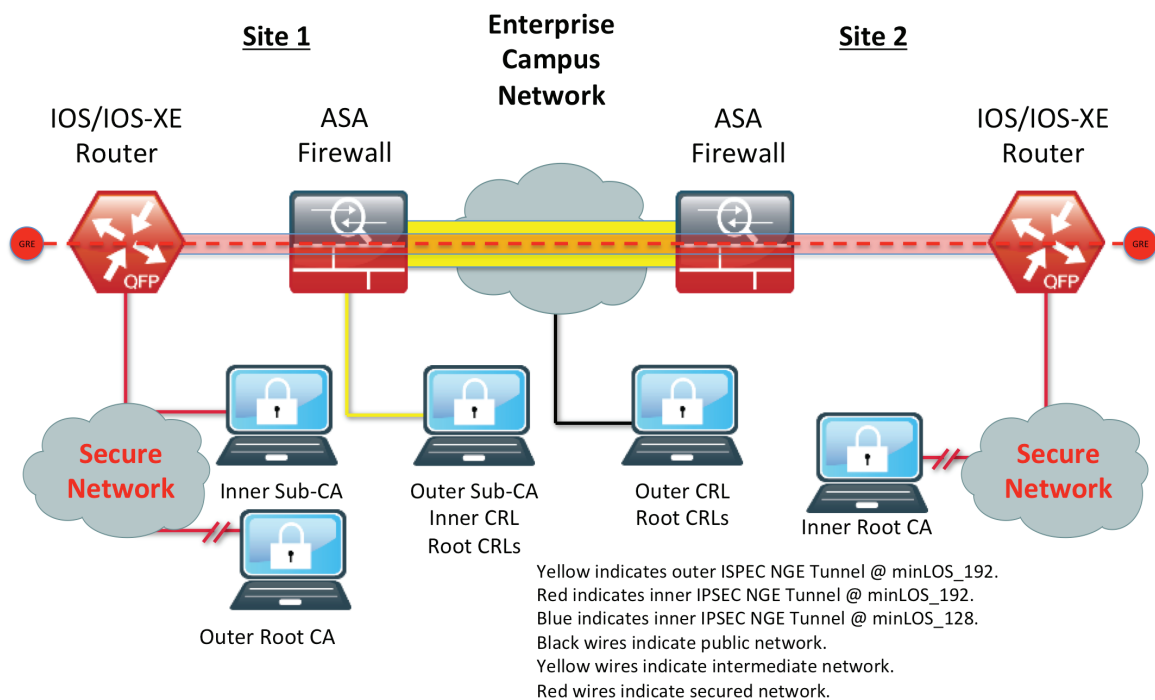 Site 1
Enterprise
Campus
Network
Site 2
IOS/IOS-XE
Router
ASA
Firewall
ASA
Firewall
IOS/IOS-XE
Router
GRE
QFP
QFP
GRE
Secure
Network
Inner Sub-CA
Outer Sub-CA
Inner CRL
Root CRLs
Outer CRL
Root CRLs
Inner Root CA
Secure
Network
Outer Root CA
Yellow indicates outer ISPEC NGE Tunnel @ minLOS_192.
Red indicates inner IPSEC NGE Tunnel @ minLOS_192.
Blue indicates inner IPSEC NGE Tunnel @ minLOS_128.
Black wires indicate public network.
Yellow wires indicate intermediate network.
Red wires indicate secured network.